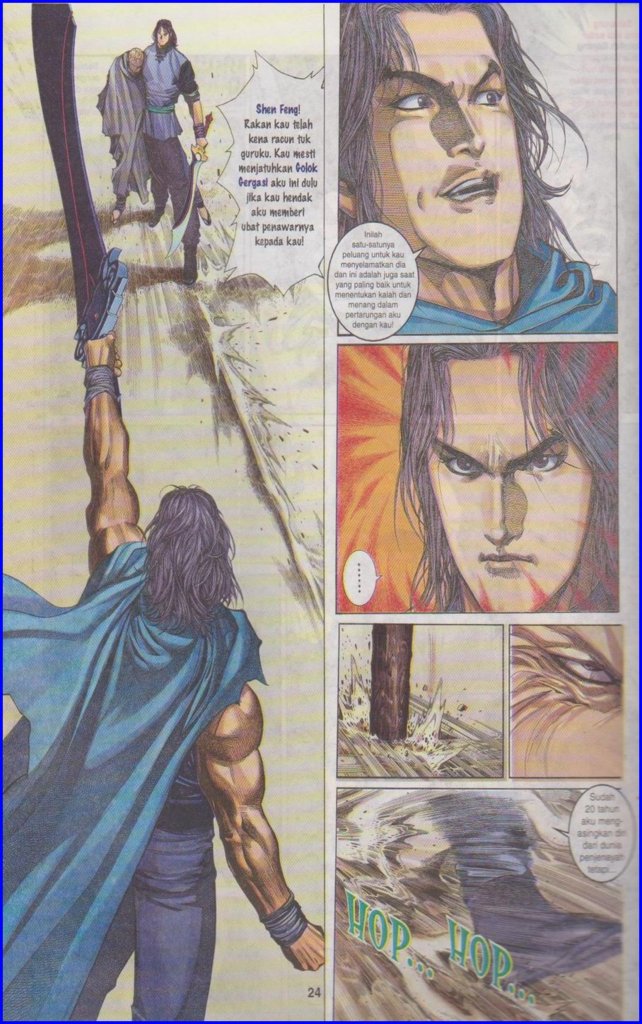 Shen Feng!
Rakan kau telah
kena racun tuk
guruku. Kau mesti
menjatuhkan Golok
Gergasi aku ini dulu
jika kau hendak
aku memberi
ubat penawarnya
kepada kau!
Inilah
satu-satunya
peluang untuk kau
menyelamatkan dia
dan ini adalah juga saat
yang paling baik untuk
menentukan kalah dan
menang dalam
pertarungan aku
dengan kau!
......
Sudah
20 tahun
aku meng-
asingkan diri
dari dunia
penjenayah
tetapi...
HOP... HOP...
24